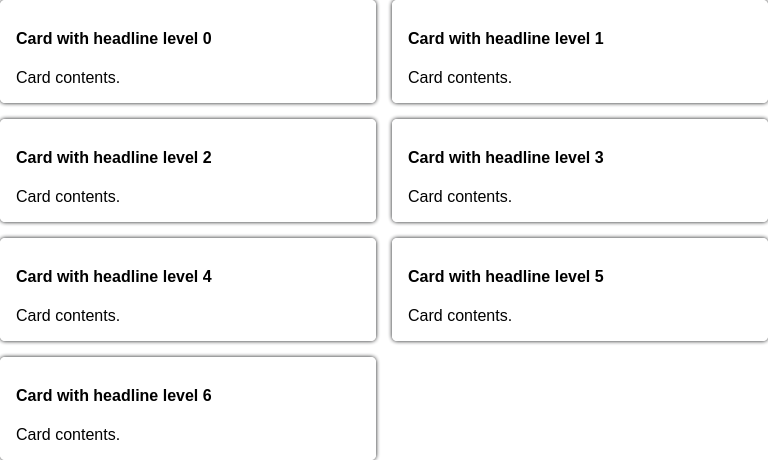 Card with headline level 0
Card contents.
Card with headline level 1
Card contents.
Card with headline level 2
Card contents.
Card with headline level 3
Card contents.
Card with headline level 4
Card contents.
Card with headline level 5
Card contents.
Card with headline level 6
Card contents.